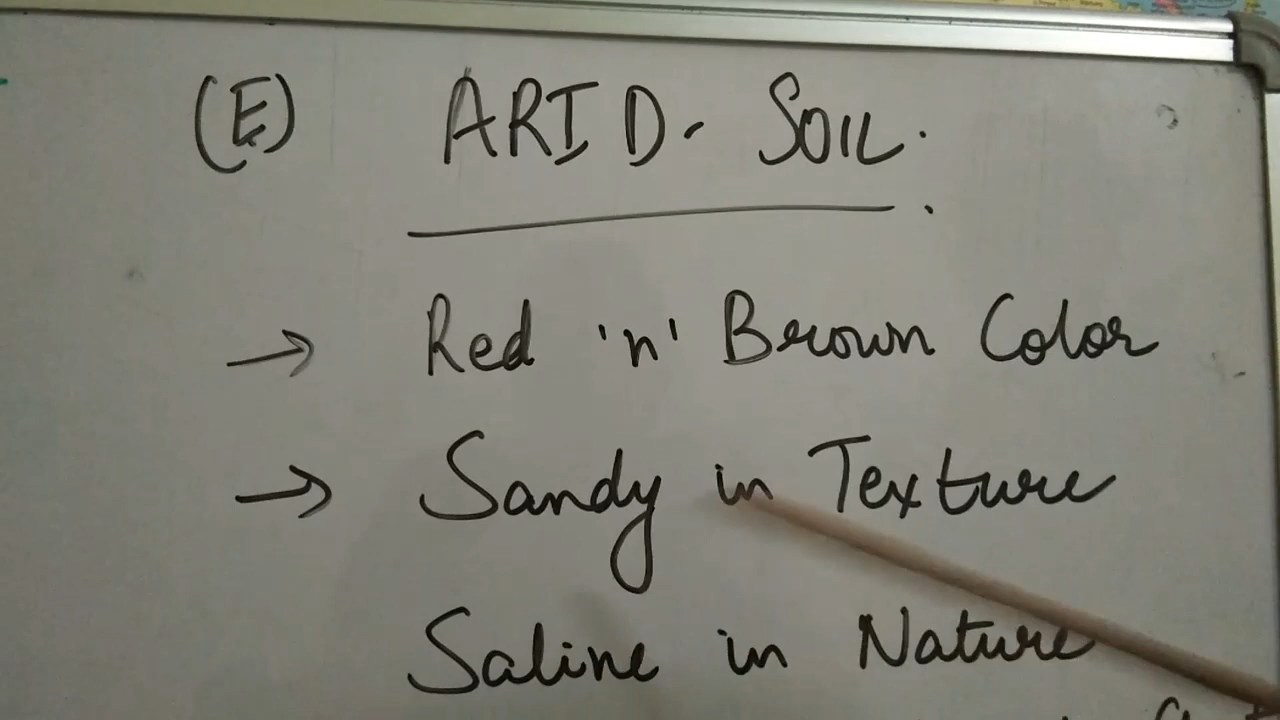 (E) ARID. SOIL.
→ Red 'n' Brown Color
→ Sandy in Texture
Saline in Nature